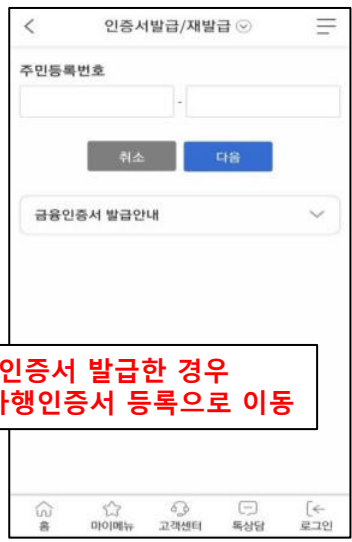 인증서발급/재발급
주민등록번호
-
취소 다음
금융인증서 발급안내
인증서 발급한 경우
행인증서 등록으로 이동
홈 마이메뉴 고객센터 톡상담 로그인